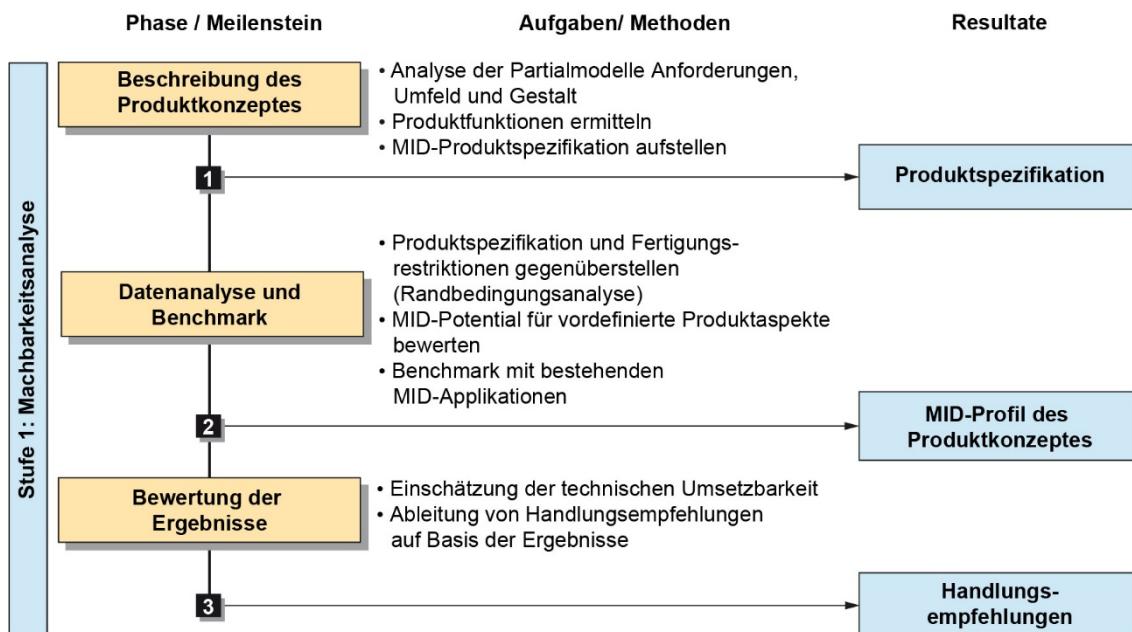 Phase / Meilenstein
Aufgaben/ Methoden
Resultate
Stufe 1: Machbarkeitsanalyse
Beschreibung des
Produktkonzeptes
• Analyse der Partialmodelle Anforderungen,
Umfeld und Gestalt
• Produktfunktionen ermitteln
• MID-Produktspezifikation aufstellen
1
Produktspezifikation
Datenanalyse und
Benchmark
• Produktspezifikation und Fertigungs-
restriktionen gegenüberstellen
(Randbedingungsanalyse)
• MID-Potential für vordefinierte Produktaspekte
bewerten
• Benchmark mit bestehenden
MID-Applikationen
2
MID-Profil des
Produktkonzeptes
Bewertung der
Ergebnisse
• Einschätzung der technischen Umsetzbarkeit
• Ableitung von Handlungsempfehlungen
auf Basis der Ergebnisse
3
Handlungs-
empfehlungen